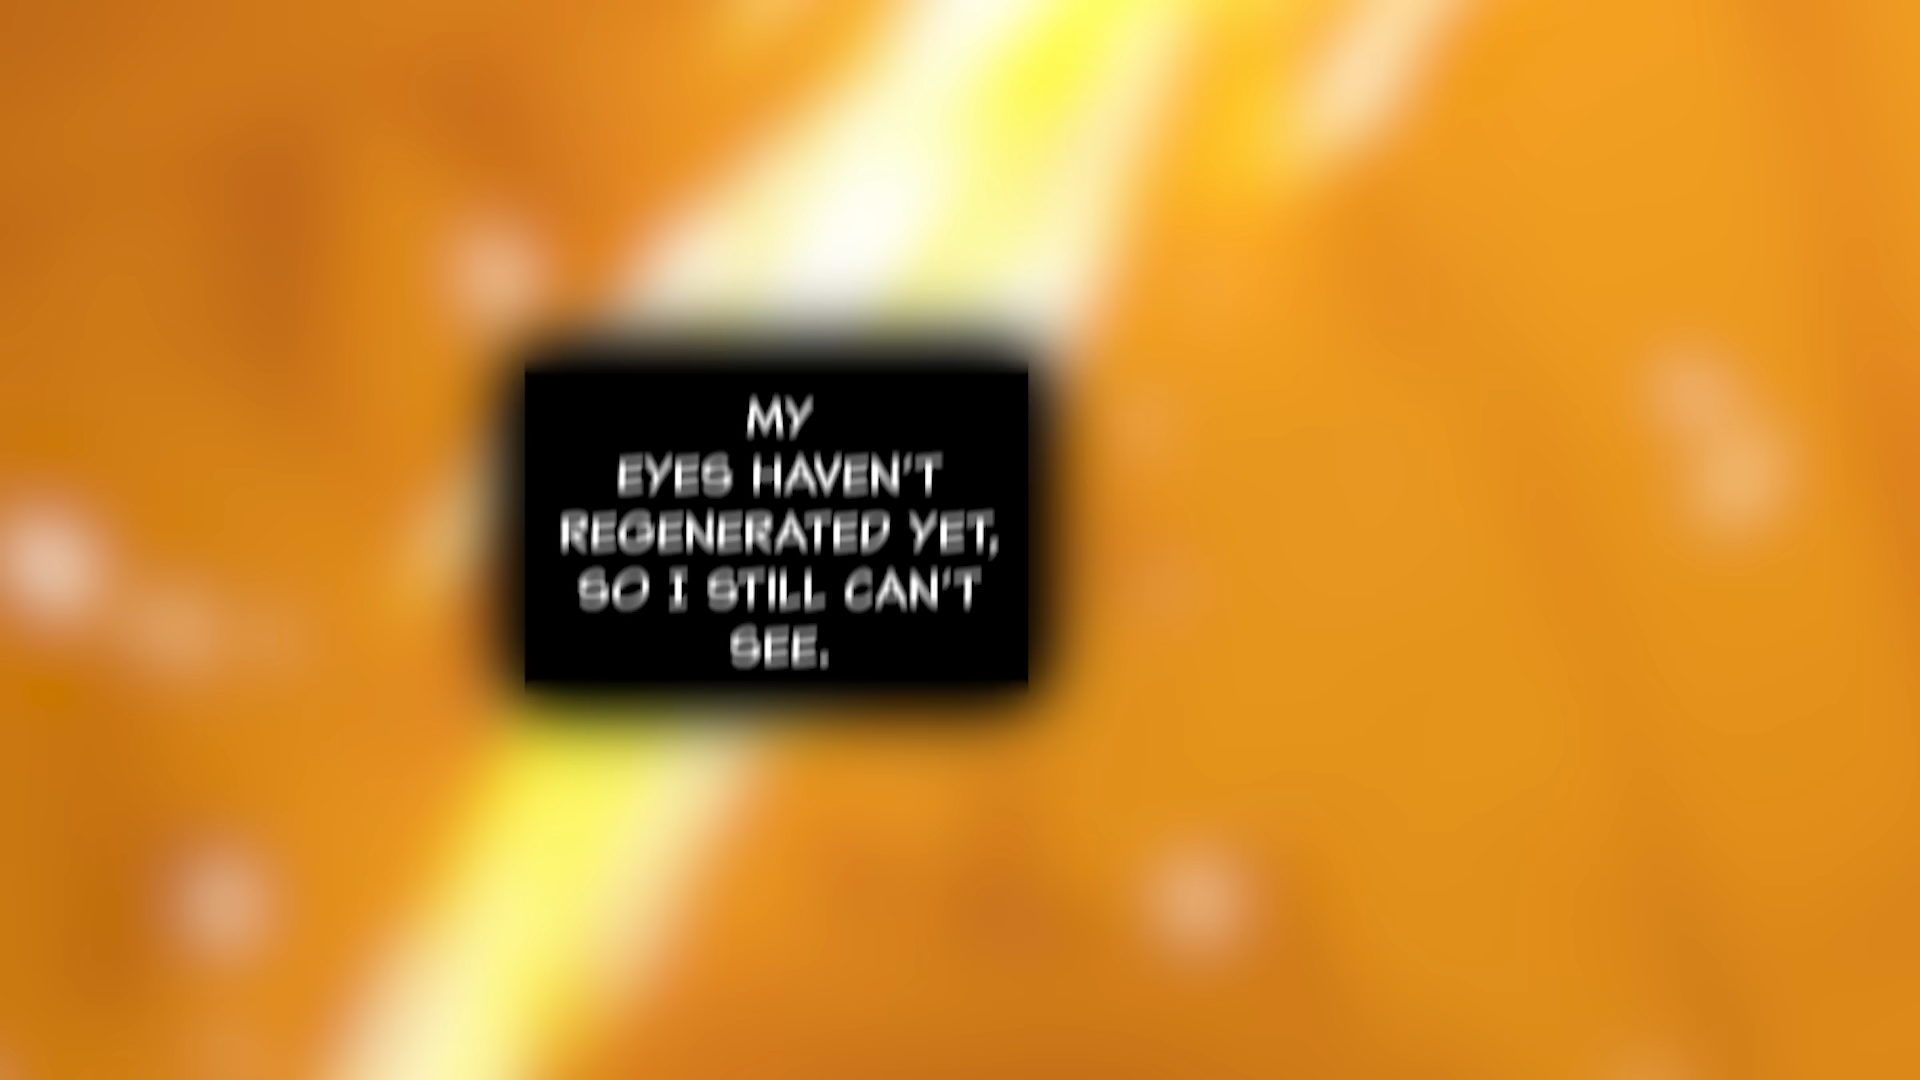 MY
EYES HAVEN'T
REGENERATED YET,
SO I STILL CAN'T
SEE.